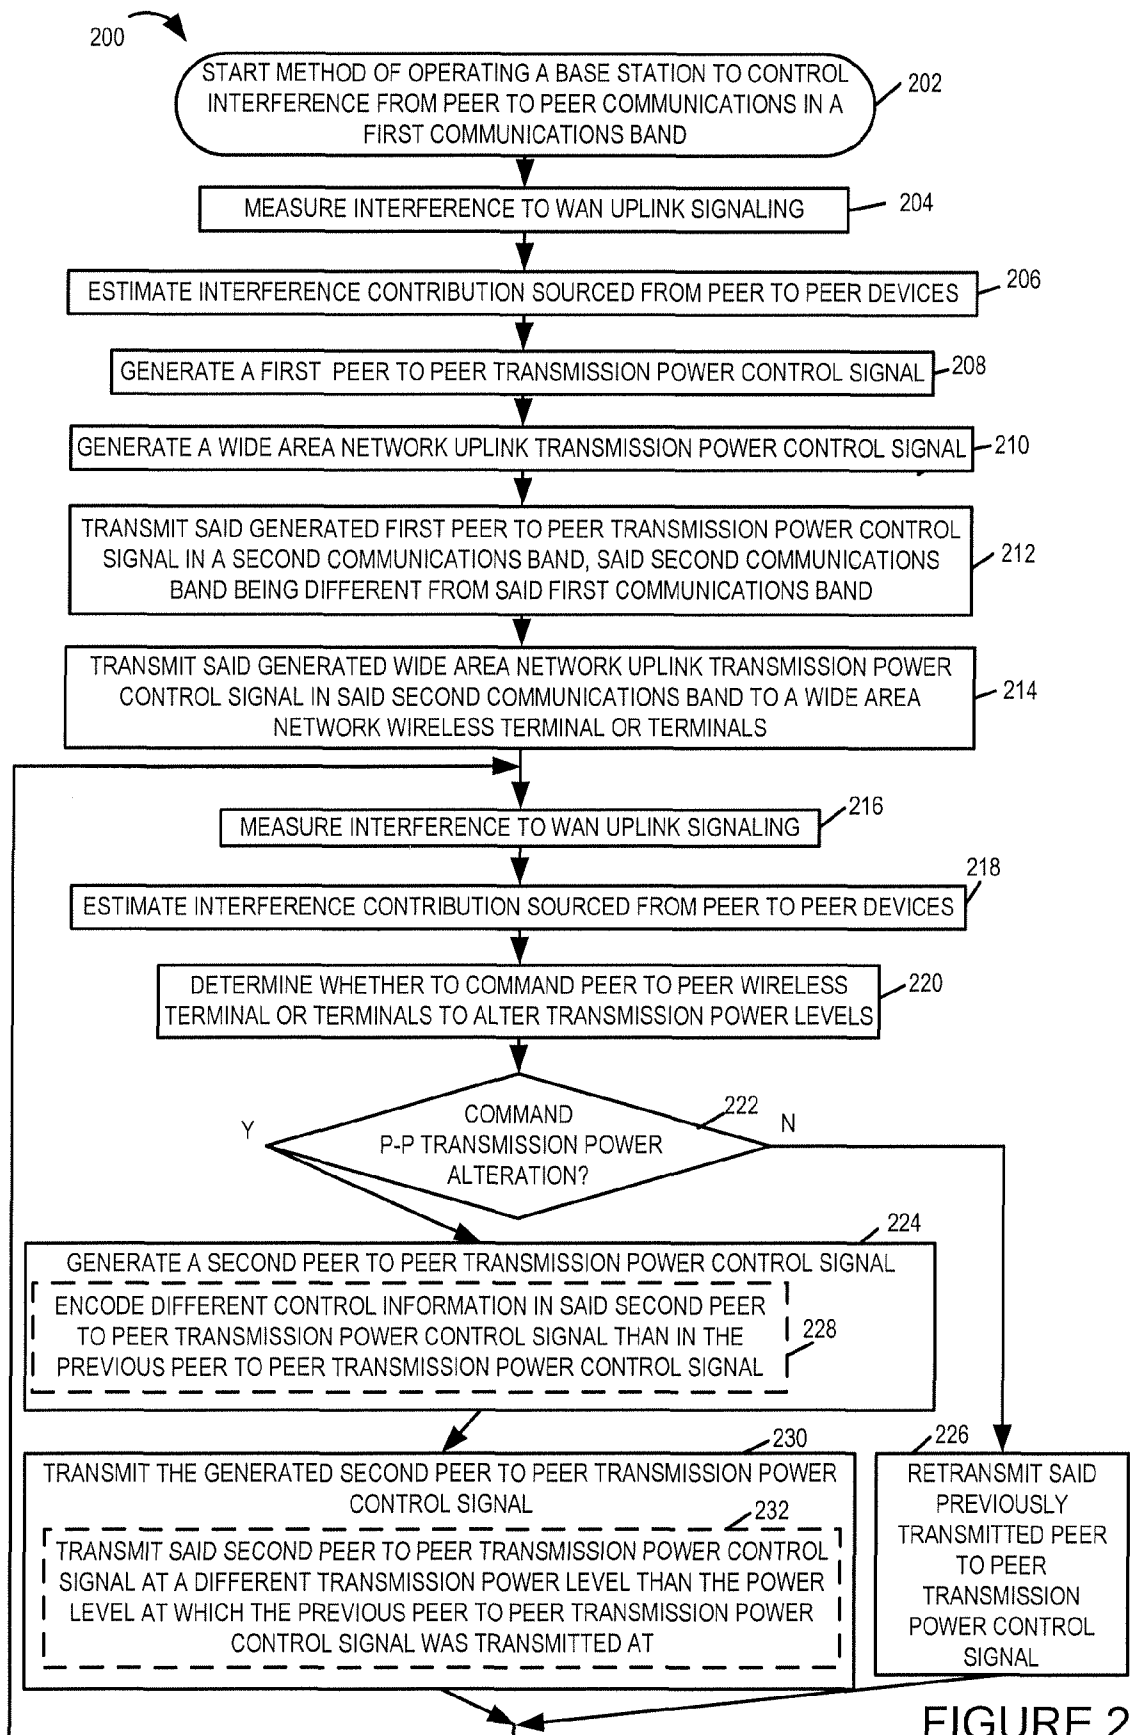 200
START METHOD OF OPERATING A BASE STATION TO CONTROL
INTERFERENCE FROM PEER TO PEER COMMUNICATIONS IN A
FIRST COMMUNICATIONS BAND
202
MEASURE INTERFERENCE TO WAN UPLINK SIGNALING
204
ESTIMATE INTERFERENCE CONTRIBUTION SOURCED FROM PEER TO PEER DEVICES
206
GENERATE A FIRST PEER TO PEER TRANSMISSION POWER CONTROL SIGNAL
208
GENERATE A WIDE AREA NETWORK UPLINK TRANSMISSION POWER CONTROL SIGNAL
210
TRANSMIT SAID GENERATED FIRST PEER TO PEER TRANSMISSION POWER CONTROL
SIGNAL IN A SECOND COMMUNICATIONS BAND, SAID SECOND COMMUNICATIONS
BAND BEING DIFFERENT FROM SAID FIRST COMMUNICATIONS BAND
212
TRANSMIT SAID GENERATED WIDE AREA NETWORK UPLINK TRANSMISSION POWER
CONTROL SIGNAL IN SAID SECOND COMMUNICATIONS BAND TO A WIDE AREA
NETWORK WIRELESS TERMINAL OR TERMINALS
214
MEASURE INTERFERENCE TO WAN UPLINK SIGNALING
216
ESTIMATE INTERFERENCE CONTRIBUTION SOURCED FROM PEER TO PEER DEVICES
218
DETERMINE WHETHER TO COMMAND PEER TO PEER WIRELESS
TERMINAL OR TERMINALS TO ALTER TRANSMISSION POWER LEVELS
220
COMMAND
P-P TRANSMISSION POWER
ALTERATION?
222
Y
N
224
GENERATE A SECOND PEER TO PEER TRANSMISSION POWER CONTROL SIGNAL
ENCODE DIFFERENT CONTROL INFORMATION IN SAID SECOND PEER
TO PEER TRANSMISSION POWER CONTROL SIGNAL THAN IN THE
PREVIOUS PEER TO PEER TRANSMISSION POWER CONTROL SIGNAL
228
230
TRANSMIT THE GENERATED SECOND PEER TO PEER TRANSMISSION POWER
CONTROL SIGNAL
232
TRANSMIT SAID SECOND PEER TO PEER TRANSMISSION POWER CONTROL
SIGNAL AT A DIFFERENT TRANSMISSION POWER LEVEL THAN THE POWER
LEVEL AT WHICH THE PREVIOUS PEER TO PEER TRANSMISSION POWER
CONTROL SIGNAL WAS TRANSMITTED AT
226
RETRANSMIT SAID
PREVIOUSLY
TRANSMITTED PEER
TO PEER
TRANSMISSION
POWER CONTROL
SIGNAL
FIGURE 2